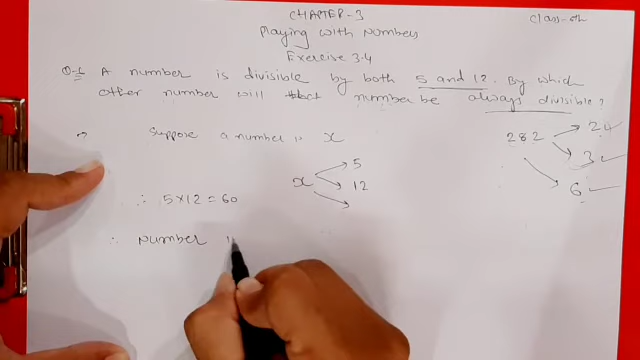 CHAPTER-3
Class-6th
Playing With Numbers
Exercise 3.4
Q-6 A number is divisible by both 5 and 12. By which
other number will that number be always divisible?
Suppose a number is x
282
24
3
6
x
5
12
∴ 5×12=60
∴ Number